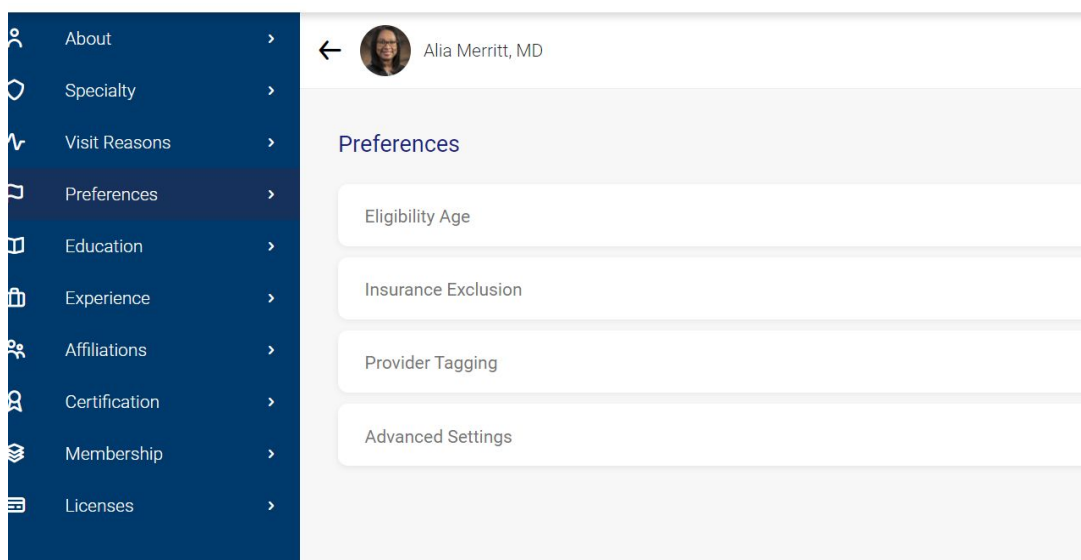 About
Specialty
Visit Reasons
Preferences
Education
Experience
Affiliations
Certification
Membership
Licenses
Alia Merritt, MD
Preferences
Eligibility Age
Insurance Exclusion
Provider Tagging
Advanced Settings